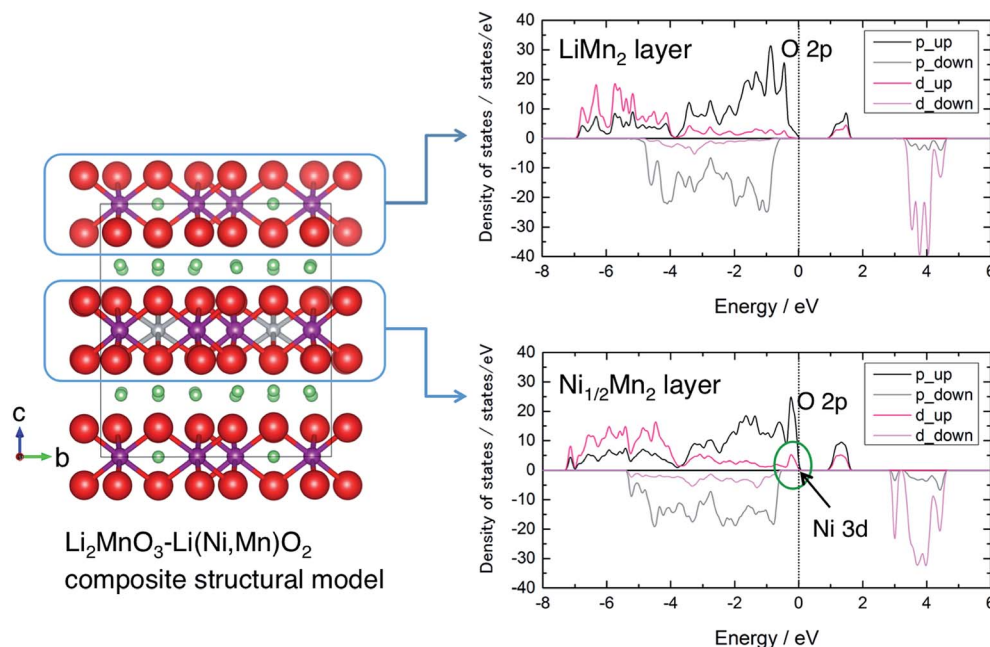 LiMn₂ layer
O 2p
p_up
p_down
d_up
d_down
Density of states / states/eV
40
30
20
10
0
-10
-20
-30
-40
-8
-6
-4
-2
0
2
4
6
Energy / eV
Ni₁/₂Mn₂ layer
O 2p
p_up
p_down
d_up
d_down
Ni 3d
Density of states / states/eV
40
30
20
10
0
-10
-20
-30
-40
-8
-6
-4
-2
0
2
4
6
Energy / eV
c
b
Li₂MnO₃-Li(Ni,Mn)O₂
composite structural model